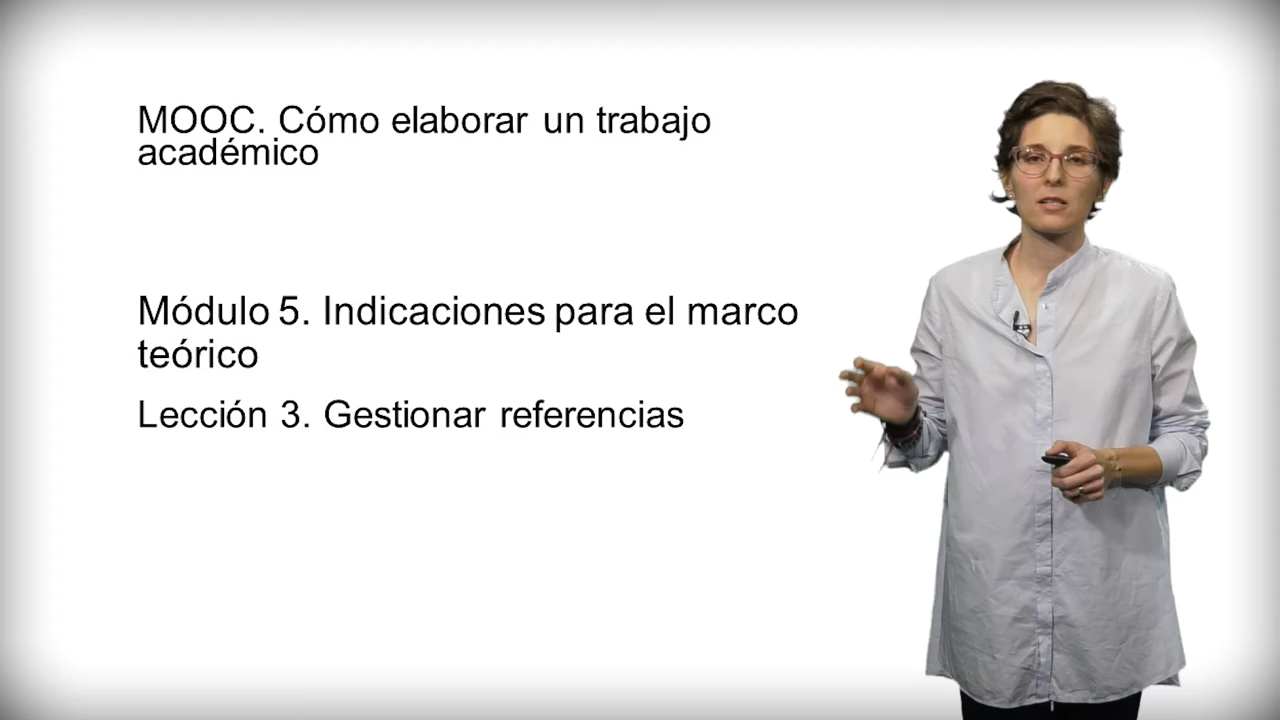 MOOC. Cómo elaborar un trabajo
académico
Módulo 5. Indicaciones para el marco
teórico
Lección 3. Gestionar referencias